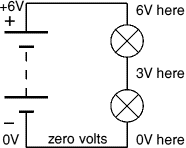 +6V
6V here
+
3V here
−
0V
zero volts
0V here